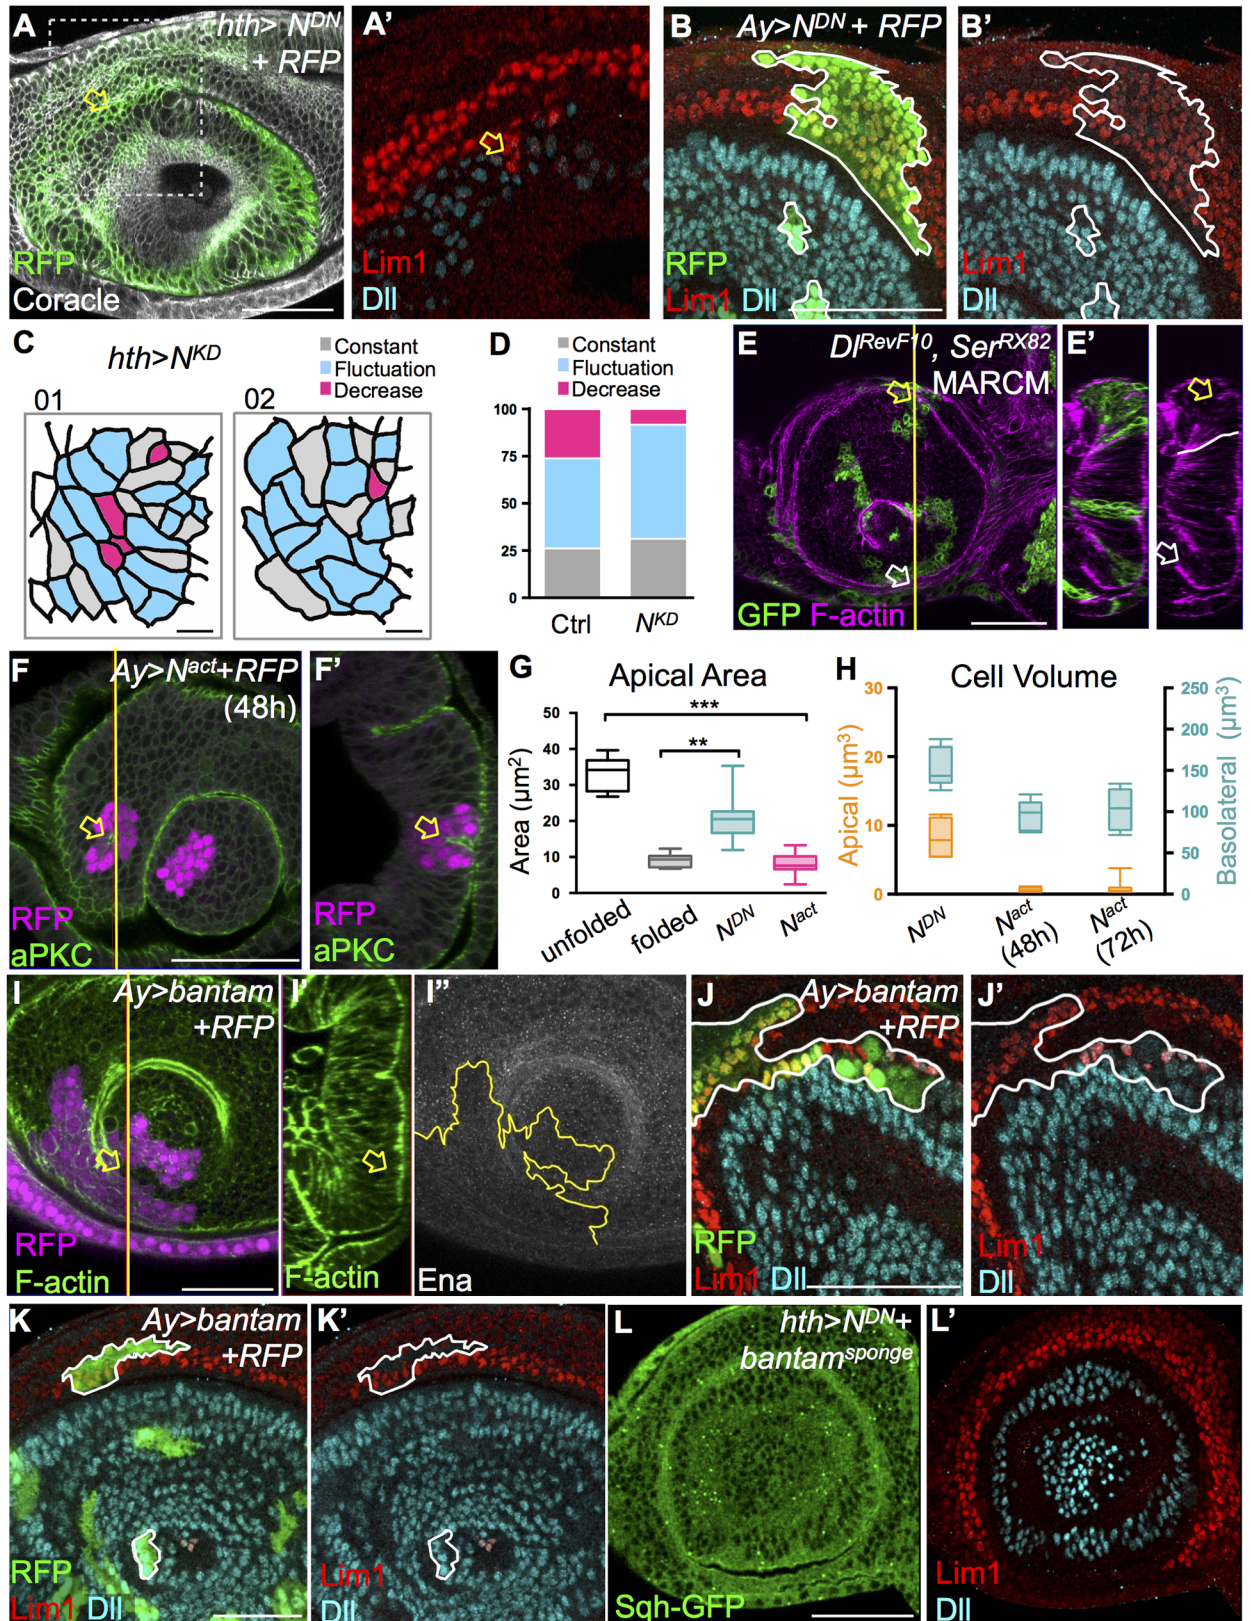 A
hth> N^DN
+ RFP
RFP
Coracle
A'
Lim1
Dll
B
Ay>N^DN + RFP
RFP
Lim1 Dll
B'
Lim1
Dll
C
hth>N^KD
Constant
Fluctuation
Decrease
01
02
D
Constant
Fluctuation
Decrease
100
75
50
25
0
Ctrl
N^KD
E
Dl^RevF10, Ser^RX82
MARCM
GFP F-actin
E'
F
Ay>N^act+RFP
(48h)
RFP
aPKC
F'
RFP
aPKC
G
Apical Area
Area (µm²)
50
40
30
20
10
0
***
**
unfolded
folded
N^DN
N^act
H
Cell Volume
Apical (µm³)
30
20
10
0
250
200
150
100
50
0
Basolateral (µm³)
N^DN
N^act
(48h)
N^act
(72h)
I
Ay>bantam
+RFP
RFP
F-actin
I'
F-actin
I''
Ena
J
Ay>bantam
+RFP
RFP
Lim1 Dll
J'
Lim1
Dll
K
Ay>bantam
+RFP
RFP
Lim1 Dll
K'
Lim1
Dll
L
hth>N^DN+
bantam^sponge
Sqh-GFP
L'
Lim1
Dll